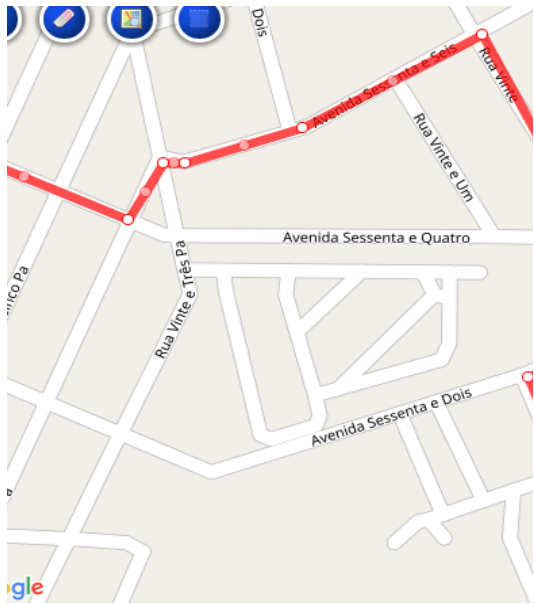 Dois
Avenida Sessenta e Seis
Rua Vinte
Rua Vinte e Um
Avenida Sessenta e Quatro
Rua Vinte e Três Pa
Avenida Sessenta e Dois
ogle